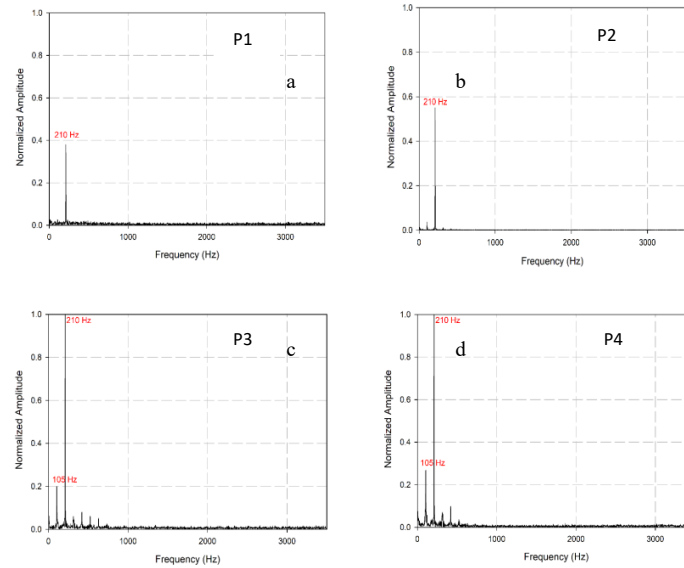 P1
a
210 Hz
1.0
0.8
0.6
0.4
0.2
0.0
Normalized Amplitude
0 1000 2000 3000
Frequency (Hz)
P2
b
210 Hz
1.0
0.8
0.6
0.4
0.2
0.0
Normalized Amplitude
0 1000 2000 3000
Frequency (Hz)
210 Hz
P3
c
105 Hz
1.0
0.8
0.6
0.4
0.2
0.0
Normalized Amplitude
0 1000 2000 3000
Frequency (Hz)
210 Hz
P4
d
105 Hz
1.0
0.8
0.6
0.4
0.2
0.0
Normalized Amplitude
0 1000 2000 3000
Frequency (Hz)